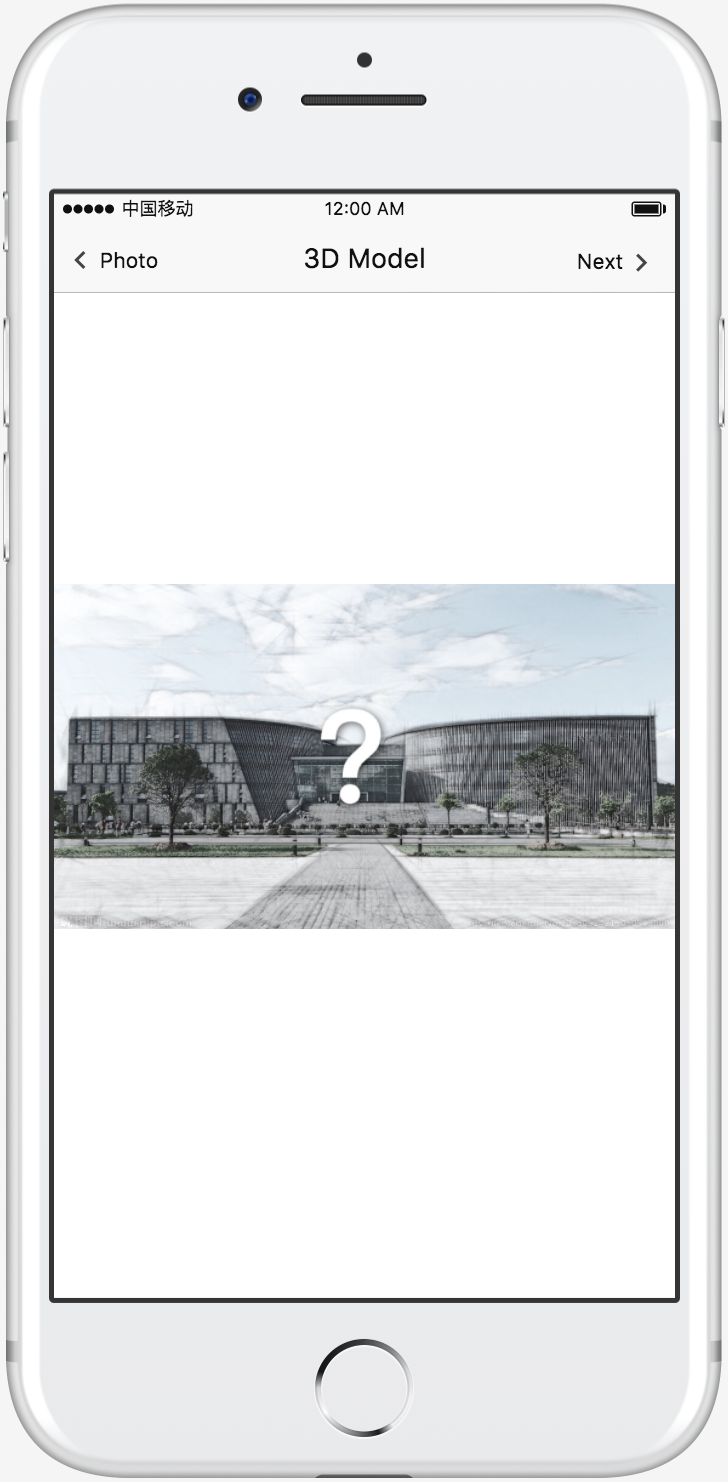 中国移动 12:00 AM
Photo 3D Model Next
?